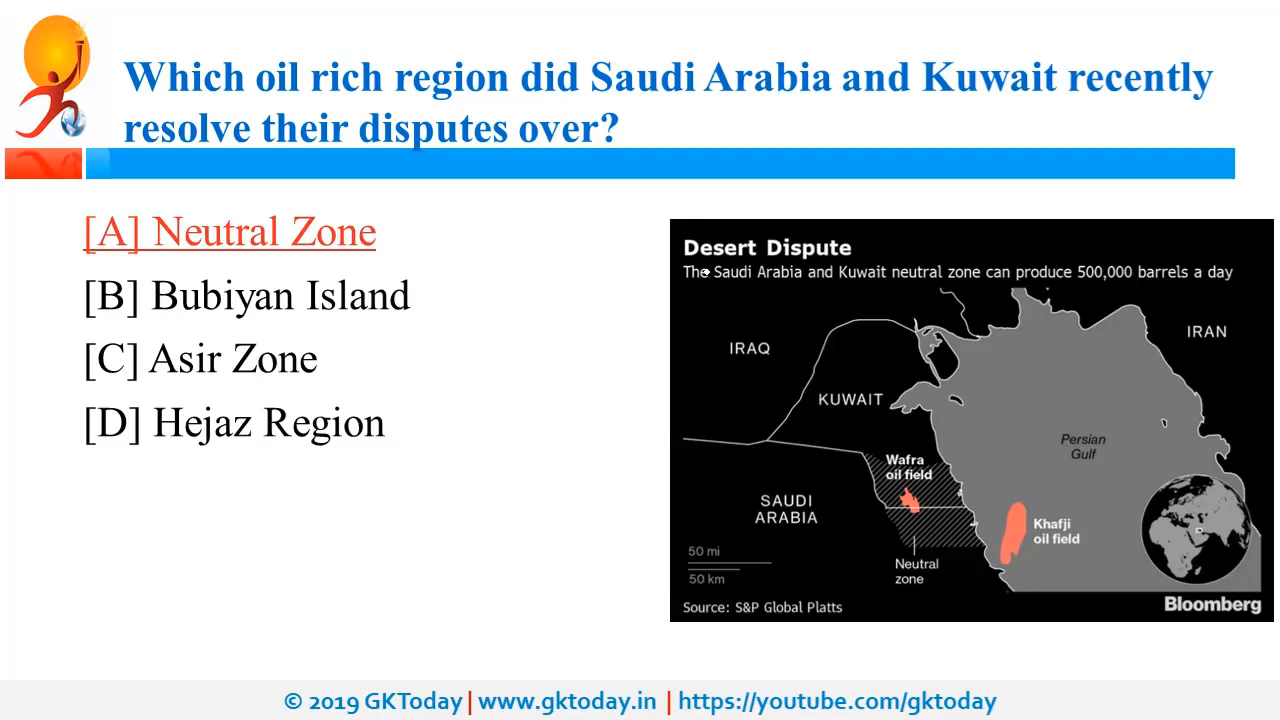 Which oil rich region did Saudi Arabia and Kuwait recently
resolve their disputes over?
[A] Neutral Zone
[B] Bubiyan Island
[C] Asir Zone
[D] Hejaz Region
Desert Dispute
The Saudi Arabia and Kuwait neutral zone can produce 500,000 barrels a day
IRAQ
IRAN
KUWAIT
Persian
Gulf
Wafra
oil field
SAUDI
ARABIA
Khafji
oil field
50 mi
50 km
Neutral
zone
Source: S&P Global Platts
Bloomberg
© 2019 GKToday | www.gktoday.in | https://youtube.com/gktoday